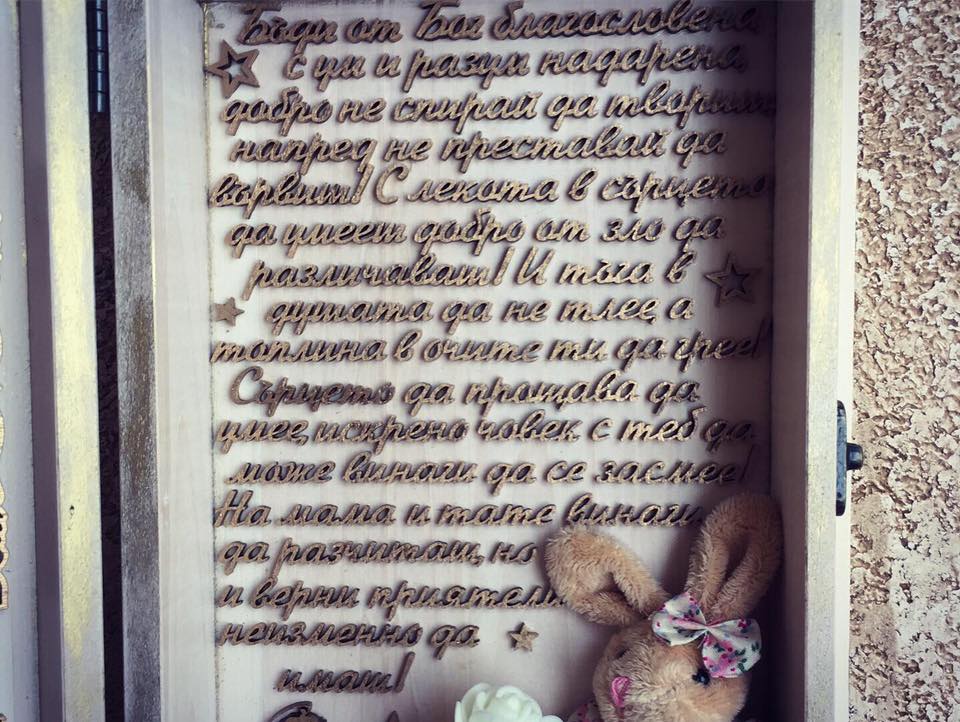 Бъди от Бог благословена,
с ум и разум надарена,
добро не спирай да твориш,
напред не преставай да
вървиш! С лекота в сърцето
да умееш добро от зло да
различаваш! И тъга в
душата да не тлее, а
топлина в очите ти да грее!
Сърцето да прощава да
умее, искрено човек с теб да
може винаги да се засмее!
На мама и тате винаги
да разчиташ, но
и верни приятели
неизменно да
имаш!